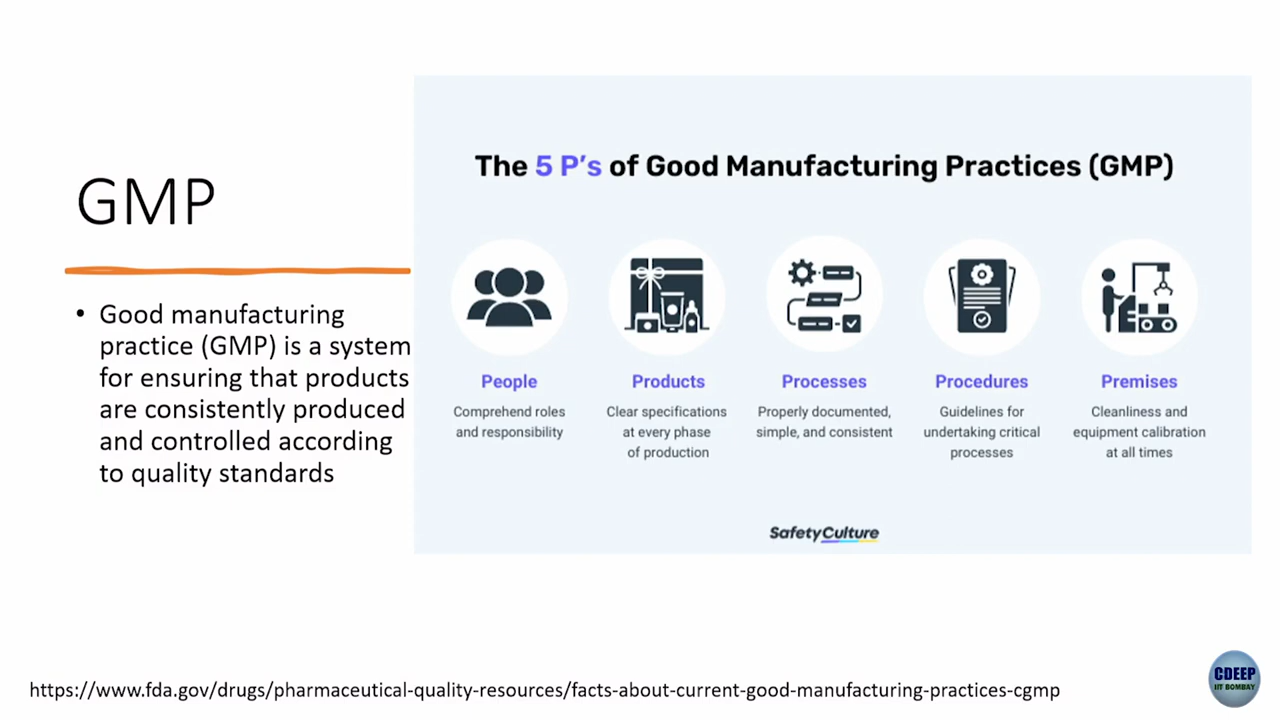 GMP
• Good manufacturing
practice (GMP) is a system
for ensuring that products
are consistently produced
and controlled according
to quality standards
The 5 P's of Good Manufacturing Practices (GMP)
People
Comprehend roles
and responsibility
Products
Clear specifications
at every phase
of production
Processes
Properly documented,
simple, and consistent
Procedures
Guidelines for
undertaking critical
processes
Premises
Cleanliness and
equipment calibration
at all times
SafetyCulture
https://www.fda.gov/drugs/pharmaceutical-quality-resources/facts-about-current-good-manufacturing-practices-cgmp
CDEEP
IIT BOMBAY